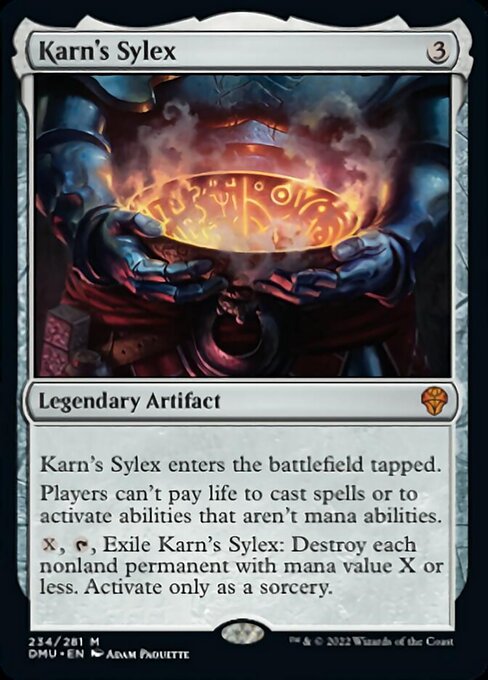 Karn's Sylex 3
Legendary Artifact
Karn's Sylex enters the battlefield tapped.
Players can't pay life to cast spells or to
activate abilities that aren't mana abilities.
X, , Exile Karn's Sylex: Destroy each
nonland permanent with mana value X or
less. Activate only as a sorcery.
234/281 M
DMU • EN Adam Paquette
™ & © 2022 Wizards of the Coast